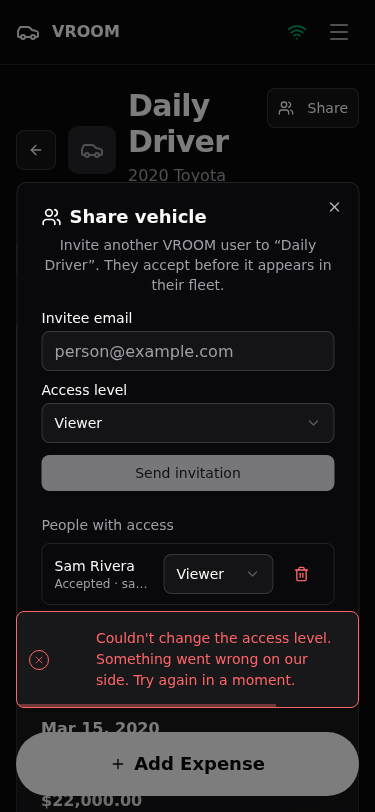 VROOM
Daily
Driver
Share
2020 Toyota
Share vehicle
Invite another VROOM user to “Daily
Driver”. They accept before it appears in
their fleet.
Invitee email
person@example.com
Access level
Viewer
Send invitation
People with access
Sam Rivera
Accepted · sa...
Viewer
Couldn't change the access level.
Something went wrong on our
side. Try again in a moment.
Mar 15, 2020
+ Add Expense
$22,000.00